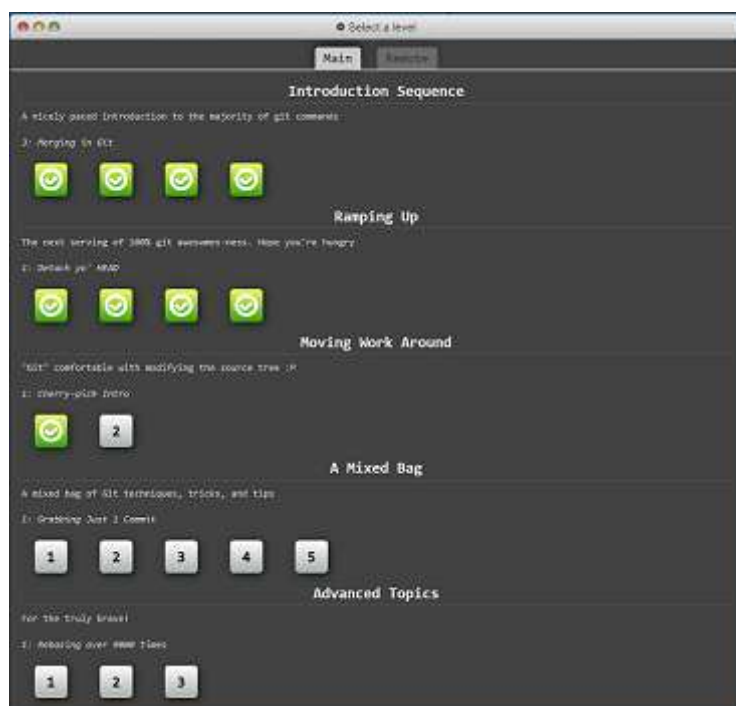 Select a level
Main Remote
Introduction Sequence
A nicely paced introduction to the majority of git commands
3: Merging in Git
Ramping Up
The next serving of 100% git awesomes-ness. Hope you're hungry
1: Detach yo' HEAD
Moving Work Around
"Git" comfortable with modifying the source tree :P
1: Cherry-pick Intro
2
A Mixed Bag
A mixed bag of Git techniques, tricks, and tips
1: Grabbing Just 1 Commit
1 2 3 4 5
Advanced Topics
For the truly brave!
1: Rebasing over 9000 times
1 2 3